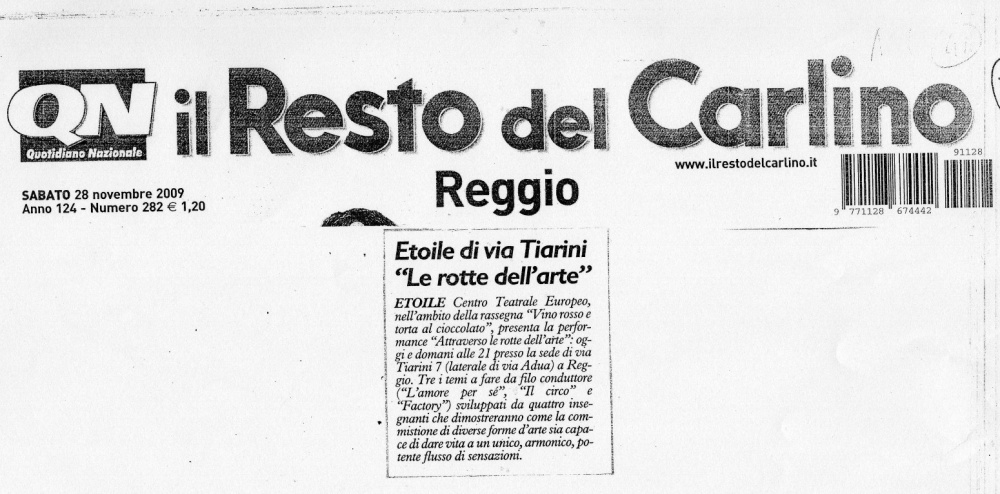 QN
Quotidiano Nazionale
il Resto del Carlino
www.ilrestodelcarlino.it
91128
9 771128 674442
Reggio
SABATO 28 novembre 2009
Anno 124 - Numero 282 € 1,20
Etoile di via Tiarini
“Le rotte dell’arte”
ETOILE Centro Teatrale Europeo,
nell’ambito della rassegna “Vino rosso e
torta al cioccolato”, presenta la perfor-
mance “Attraverso le rotte dell’arte”: og-
gi e domani alle 21 presso la sede di via
Tiarini 7 (laterale di via Adua) a Reg-
gio. Tre i temi a fare da filo conduttore
(“L’amore per sé”, “Il circo” e
“Factory”) sviluppati da quattro inse-
gnanti che dimostreranno come la com-
mistione di diverse forme d’arte sia capa-
ce di dare vita a un unico, armonico, po-
tente flusso di sensazioni.